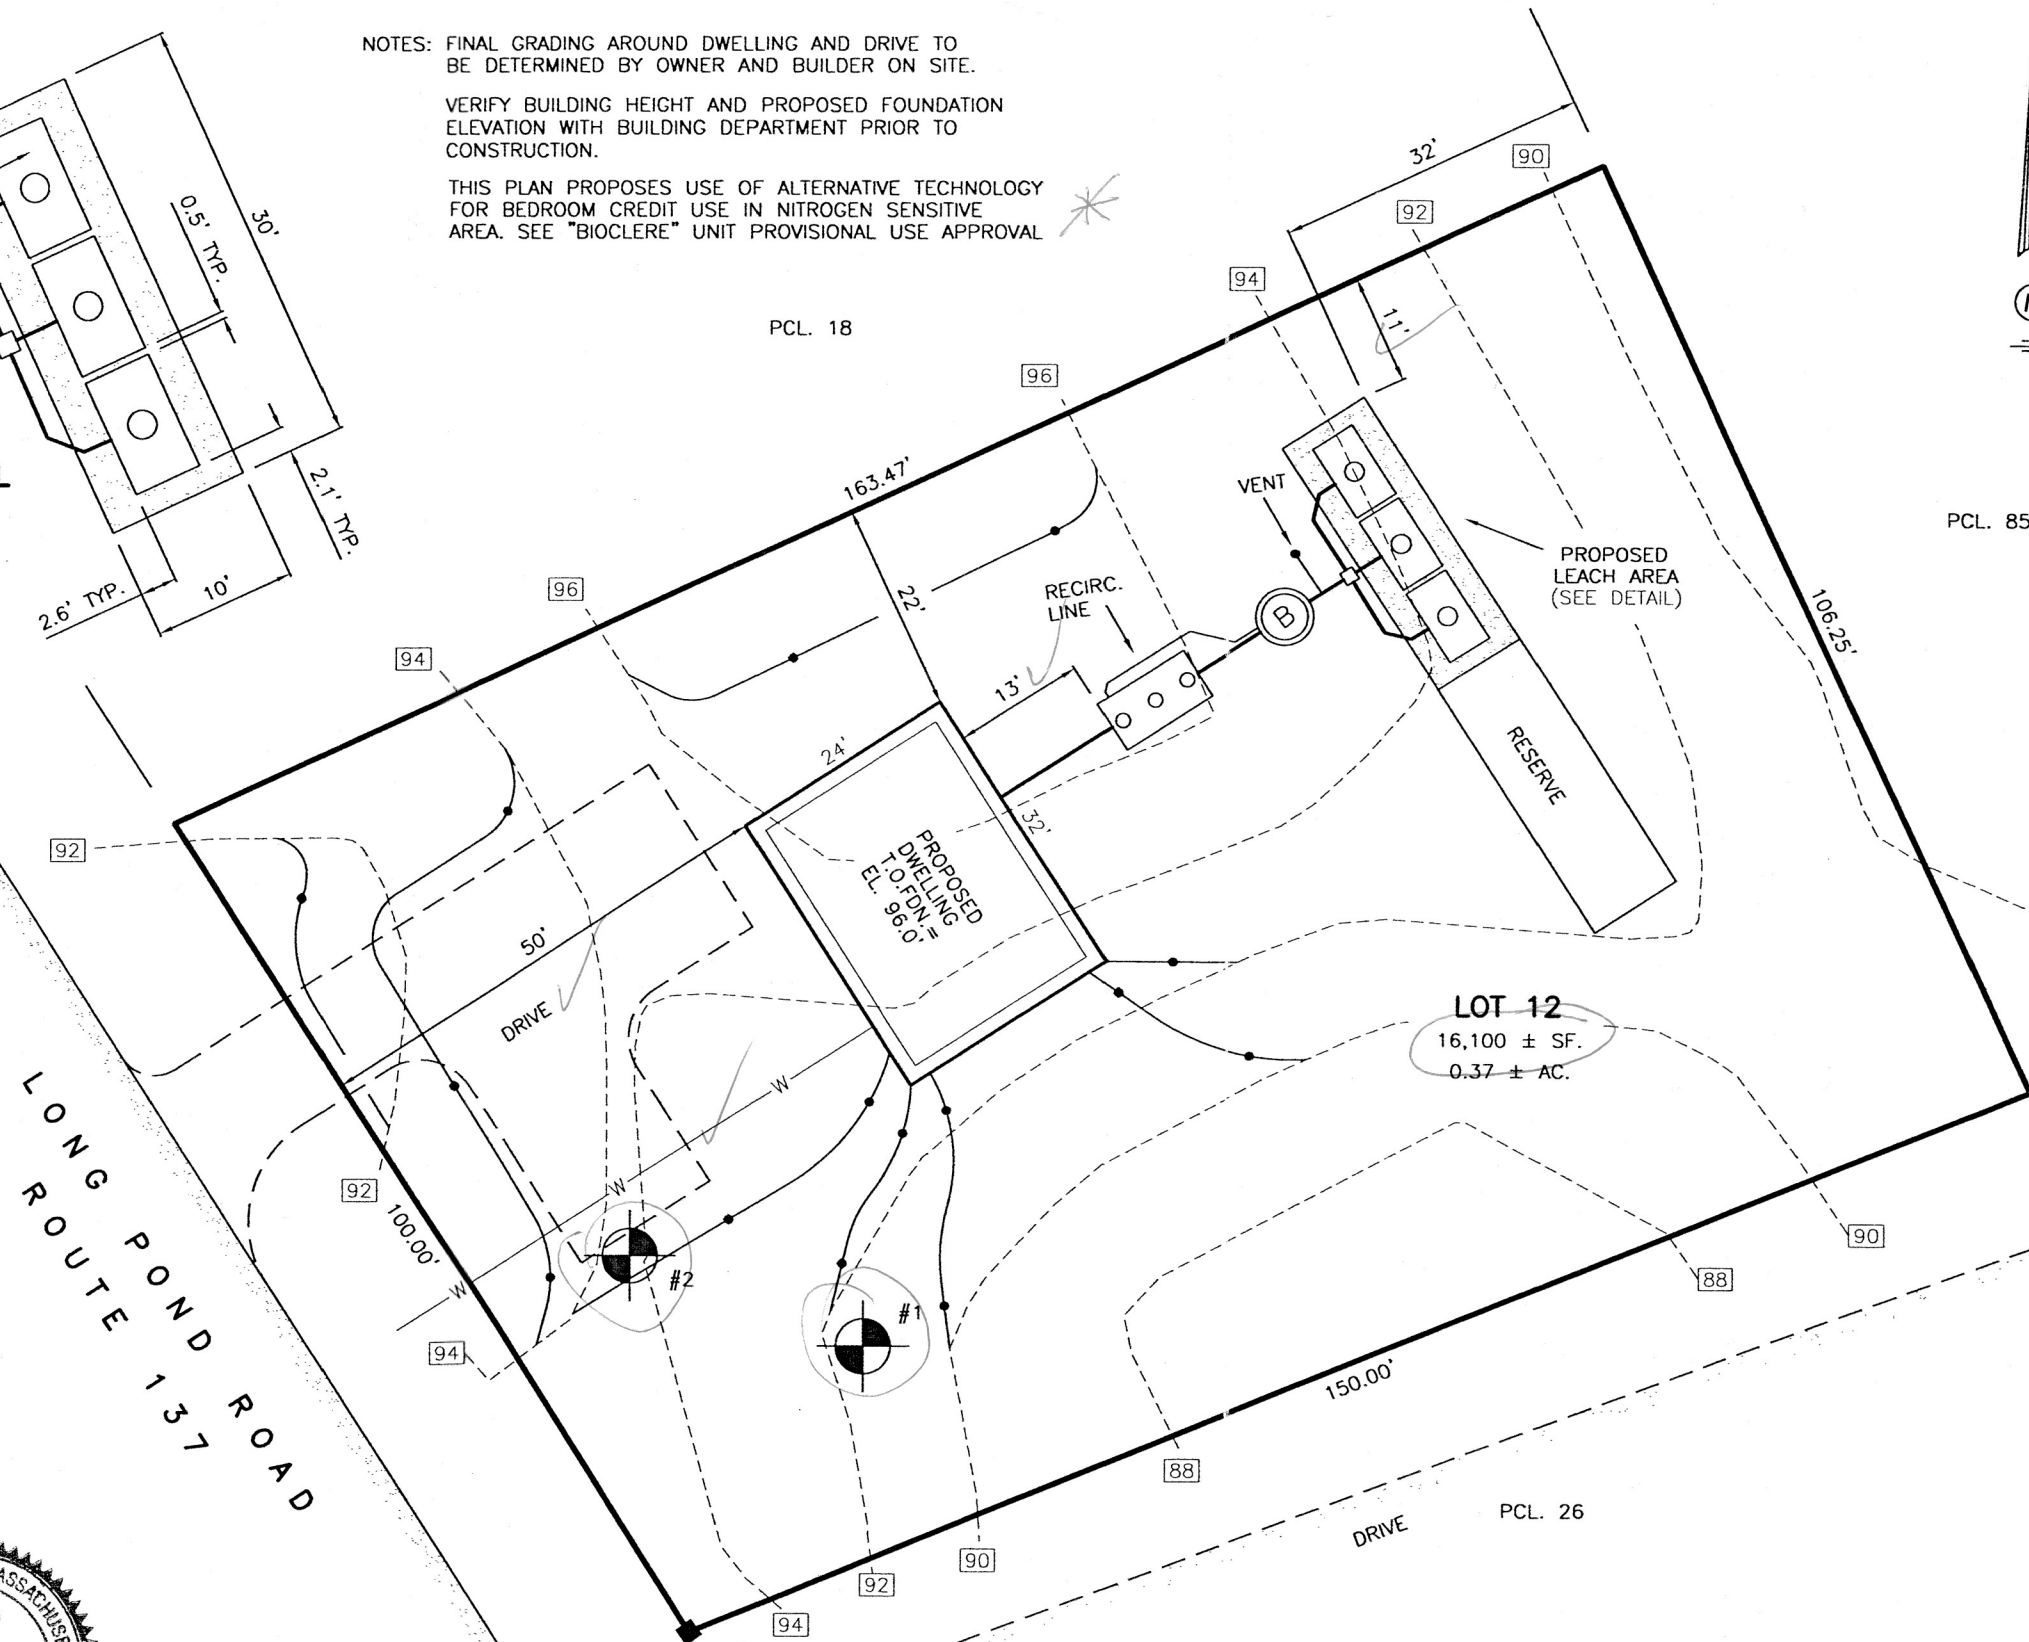 NOTES: FINAL GRADING AROUND DWELLING AND DRIVE TO
BE DETERMINED BY OWNER AND BUILDER ON SITE.
VERIFY BUILDING HEIGHT AND PROPOSED FOUNDATION
ELEVATION WITH BUILDING DEPARTMENT PRIOR TO
CONSTRUCTION.
THIS PLAN PROPOSES USE OF ALTERNATIVE TECHNOLOGY
FOR BEDROOM CREDIT USE IN NITROGEN SENSITIVE
AREA. SEE "BIOCLERE" UNIT PROVISIONAL USE APPROVAL
0.5' TYP.
30'
2.1' TYP.
2.6' TYP.
10'
PCL. 18
32'
90
92
94
11'
96
163.47'
VENT
PROPOSED
LEACH AREA
(SEE DETAIL)
PCL. 85
106.25'
RECIRC.
LINE
B
22'
13'
96
94
92
24'
32'
RESERVE
PROPOSED
DWELLING
T.O.FDN.=
EL. 96.0'
50'
DRIVE
LOT 12
16,100 ± SF.
0.37 ± AC.
W
W
W
92
100.00'
#2
#1
94
LONG POND ROAD
ROUTE 137
90
88
150.00'
88
90
92
94
DRIVE
PCL. 26